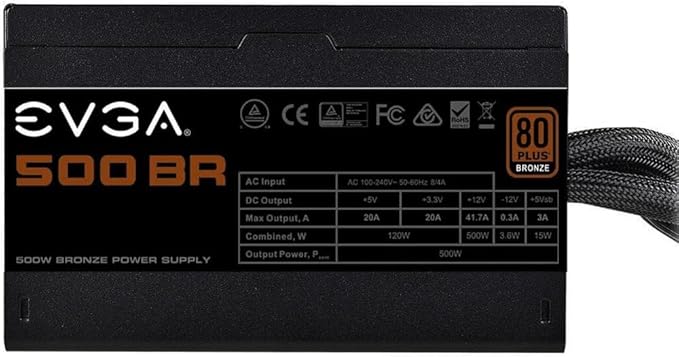 EVGA.
500 BR
500W BRONZE POWER SUPPLY
CE
FC
RoHS
80
PLUS
BRONZE
AC Input AC 100-240V~ 50-60Hz 8/4A
DC Output +5V +3.3V +12V -12V +5Vsb
Max Output, A 20A 20A 41.7A 0.3A 3A
Combined, W 120W 500W 3.6W 15W
500W
Output Power, P